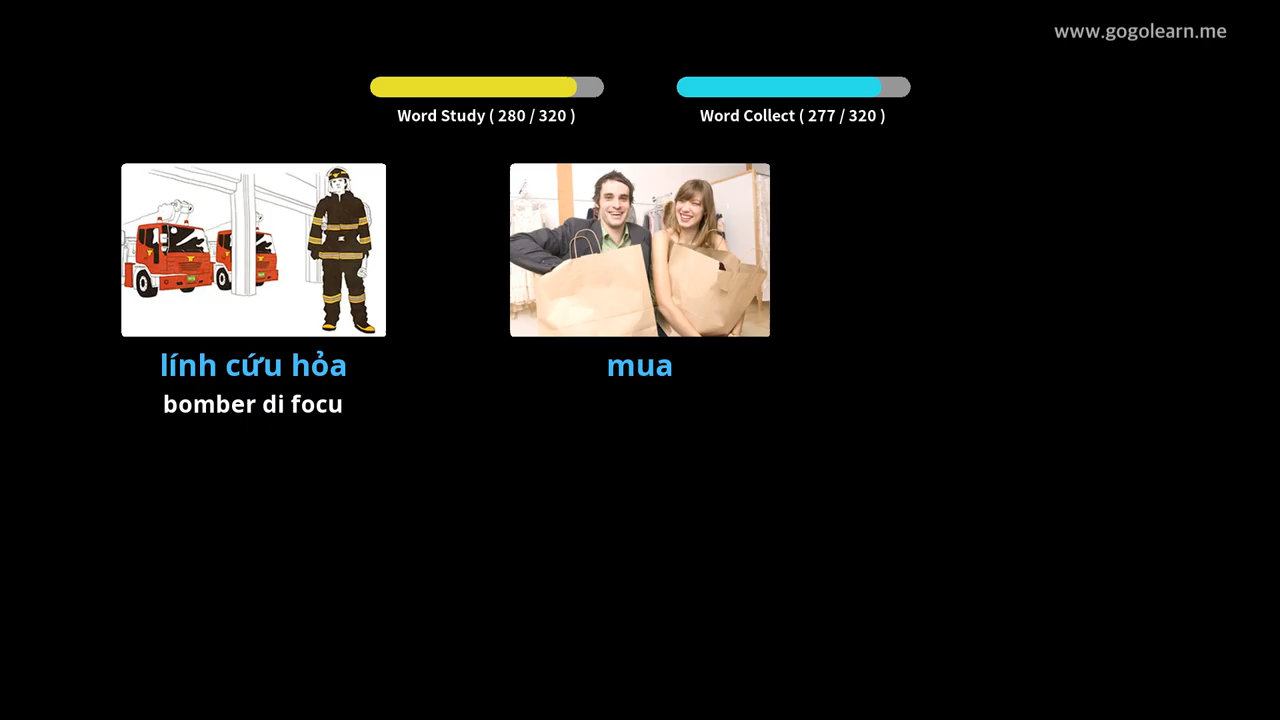 www.gogolearn.me
Word Study ( 280 / 320 )
Word Collect ( 277 / 320 )
lính cứu hỏa
mua
bomber di focu